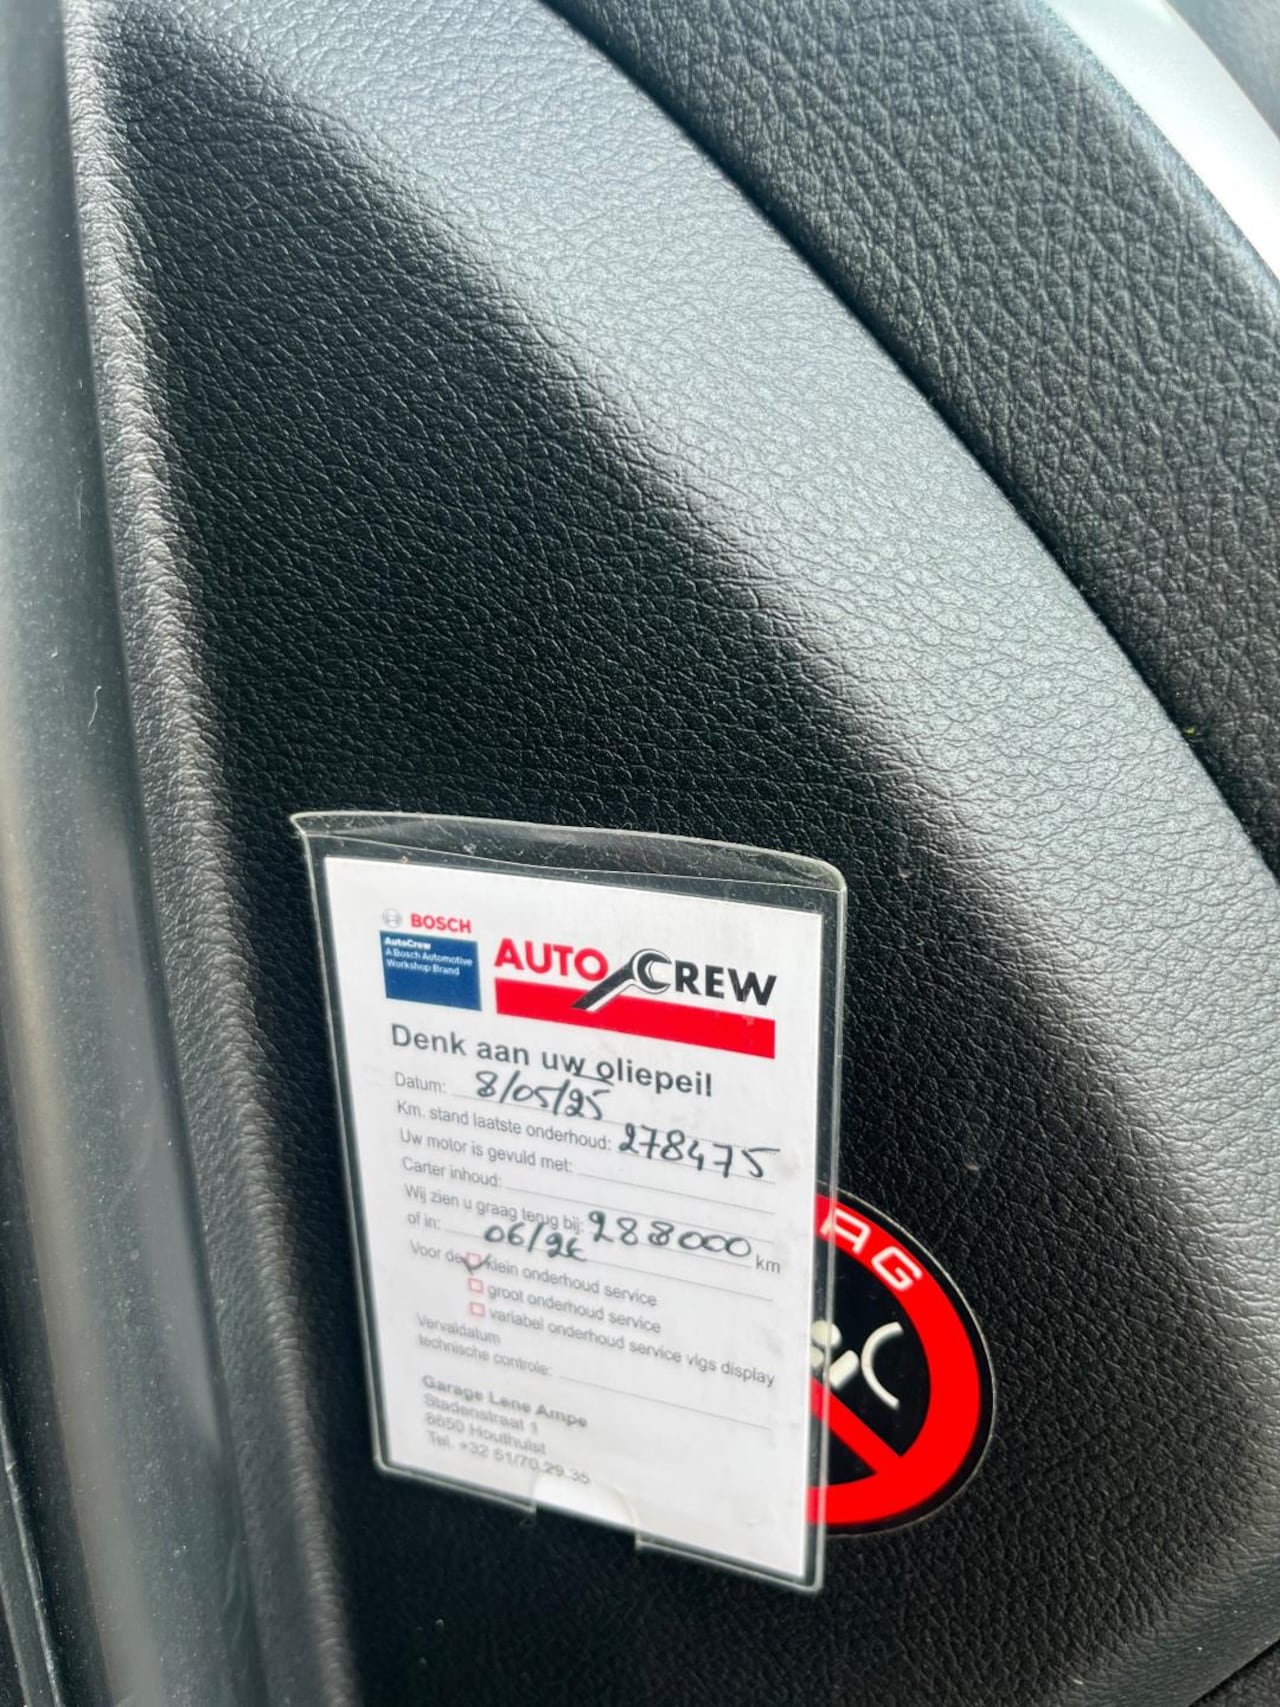 BOSCH
AutoCrew
A Bosch Automotive
Workshop Brand
AUTO CREW
Denk aan uw oliepeil
Datum: 8/05/25
Km. stand laatste onderhoud: 278475
Uw motor is gevuld met:
Carter inhoud:
Wij zien u graag terug bij: 288000 km
of in: 06/26
Voor de klein onderhoud service
groot onderhoud service
variabel onderhoud service vlgs display
Vervaldatum
technische controle:
Garage Lene Ampe
Stadenstraat 1
8650 Houthulst
Tel. +32 51/70.29.35
AG